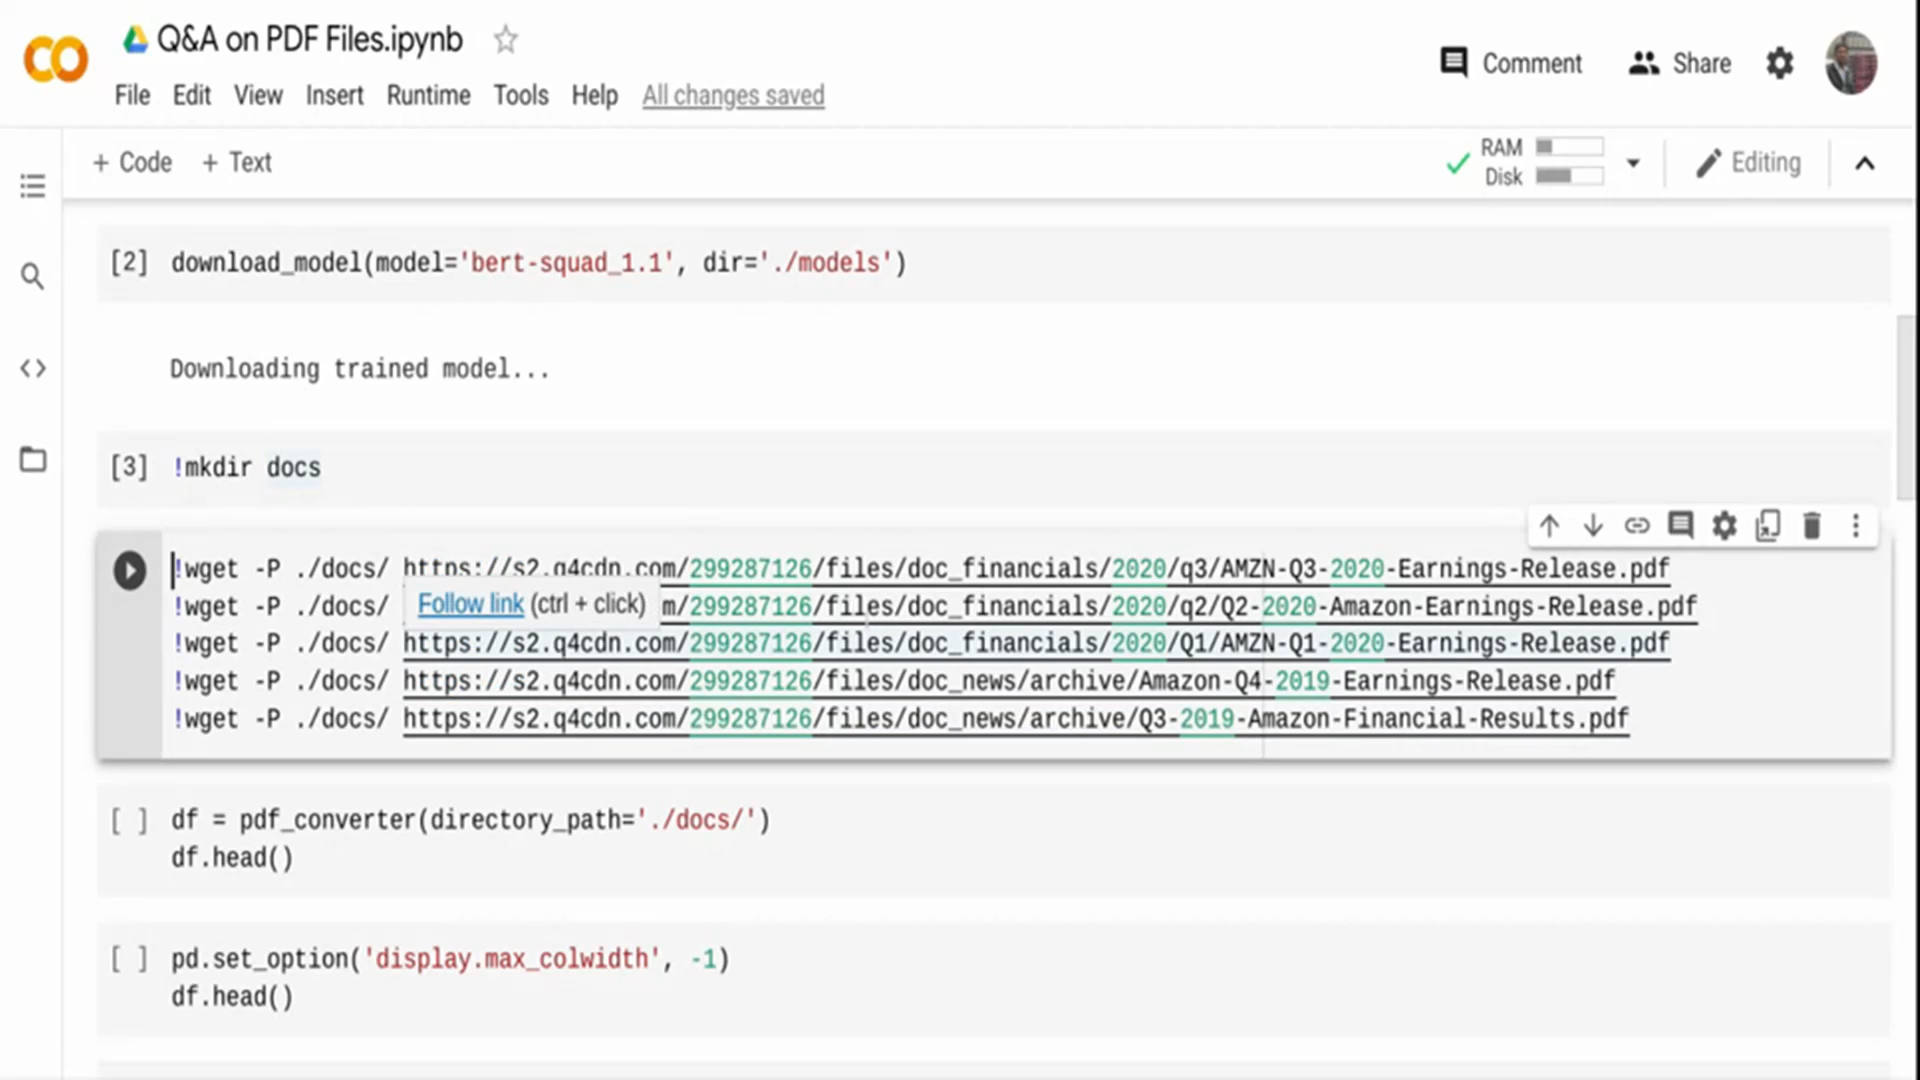 Q&A on PDF Files.ipynb
Comment
Share
File Edit View Insert Runtime Tools Help All changes saved
+ Code + Text
RAM
Disk
Editing
[2] download_model(model='bert-squad_1.1', dir='./models')
Downloading trained model...
[3] !mkdir docs
!wget -P ./docs/ https://s2.q4cdn.com/299287126/files/doc_financials/2020/q3/AMZN-Q3-2020-Earnings-Release.pdf
!wget -P ./docs/ m/299287126/files/doc_financials/2020/q2/Q2-2020-Amazon-Earnings-Release.pdf
Follow link (ctrl + click)
!wget -P ./docs/ https://s2.q4cdn.com/299287126/files/doc_financials/2020/Q1/AMZN-Q1-2020-Earnings-Release.pdf
!wget -P ./docs/ https://s2.q4cdn.com/299287126/files/doc_news/archive/Amazon-Q4-2019-Earnings-Release.pdf
!wget -P ./docs/ https://s2.q4cdn.com/299287126/files/doc_news/archive/Q3-2019-Amazon-Financial-Results.pdf
[ ] df = pdf_converter(directory_path='./docs/')
df.head()
[ ] pd.set_option('display.max_colwidth', -1)
df.head()